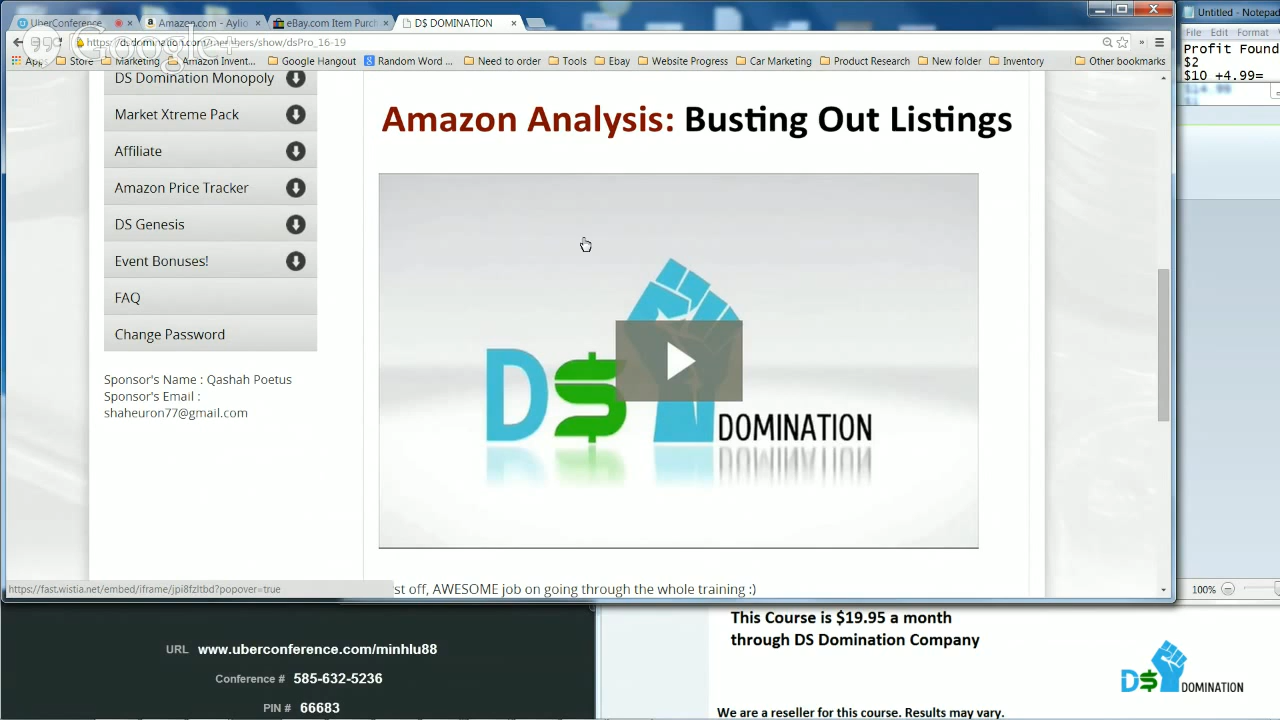 UberConference
Amazon.com - Aylio
eBay.com Item Purch
D$ DOMINATION
Untitled - Notepad
Google+
File Edit Format
Store
Marketing
Amazon Invent...
Google Hangout
Random Word ...
Need to order
Tools
Ebay
Website Progress
Car Marketing
Product Research
New folder
Inventory
» Other bookmarks
Profit Found
$2
$10 +4.99=
DS Domination Monopoly
Market Xtreme Pack
Affiliate
Amazon Price Tracker
DS Genesis
Event Bonuses!
FAQ
Change Password
Sponsor's Name : Qashah Poetus
Sponsor's Email :
shaheuron77@gmail.com
Amazon Analysis: Busting Out Listings
D$ DOMINATION
https://fast.wistia.net/embed/iframe/jpi8fzltbd?popover=true
st off, AWESOME job on going through the whole training :)
100%
URL www.uberconference.com/minhlu88
Conference # 585-632-5236
PIN # 66683
This Course is $19.95 a month
through DS Domination Company
D$ DOMINATION
We are a reseller for this course. Results may vary.